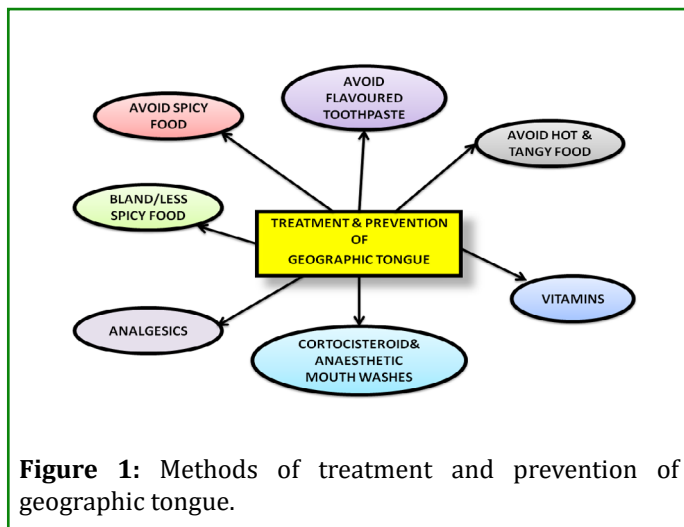 AVOID
FLAVOURED
TOOTHPASTE
AVOID SPICY
FOOD
AVOID HOT &
TANGY FOOD
BLAND/LESS
SPICY FOOD
TREATMENT & PREVENTION
OF
GEOGRAPHIC TONGUE
VITAMINS
ANALGESICS
CORTOCISTEROID&
ANAESTHETIC
MOUTH WASHES
Figure 1: Methods of treatment and prevention of
geographic tongue.